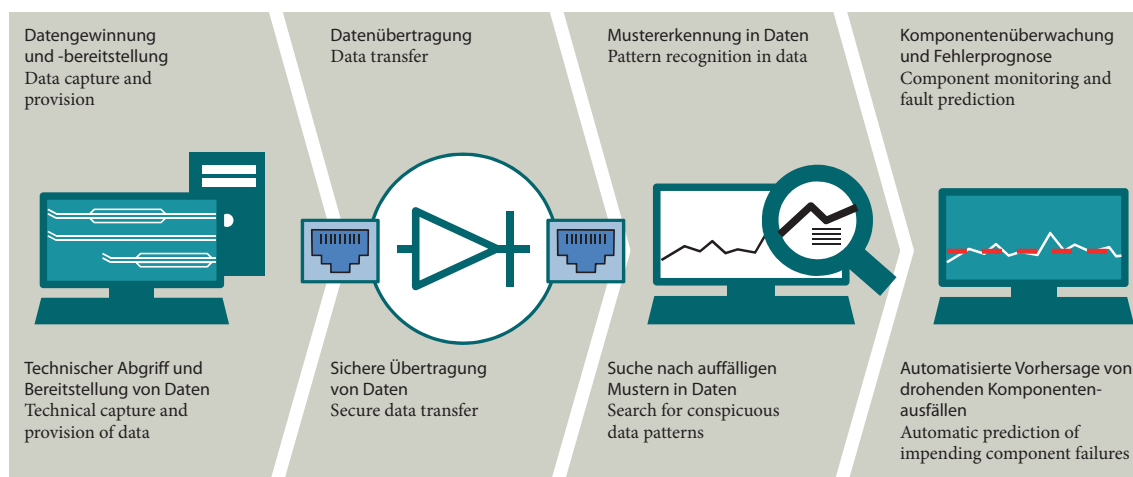 Datengewinnung
und -bereitstellung
Data capture and
provision
Datenübertragung
Data transfer
Mustererkennung in Daten
Pattern recognition in data
Komponentenüberwachung
und Fehlerprognose
Component monitoring and
fault prediction
Technischer Abgriff und
Bereitstellung von Daten
Technical capture and
provision of data
Sichere Übertragung
von Daten
Secure data transfer
Suche nach auffälligen
Mustern in Daten
Search for conspicuous
data patterns
Automatisierte Vorhersage von
drohenden Komponenten-
ausfällen
Automatic prediction of
impending component failures